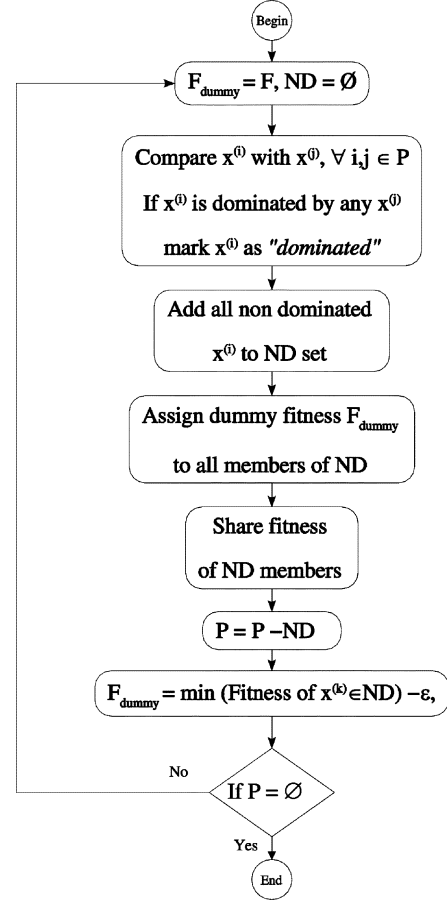 Begin
F_dummy = F, ND = Ø
Compare x⁽ⁱ⁾ with x⁽ʲ⁾, ∀ i,j ∈ P
If x⁽ⁱ⁾ is dominated by any x⁽ʲ⁾
mark x⁽ⁱ⁾ as "dominated"
Add all non dominated
x⁽ⁱ⁾ to ND set
Assign dummy fitness F_dummy
to all members of ND
Share fitness
of ND members
P = P –ND
F_dummy = min (Fitness of x⁽ᵏ⁾∈ND) –ε,
If P = Ø
No
Yes
End